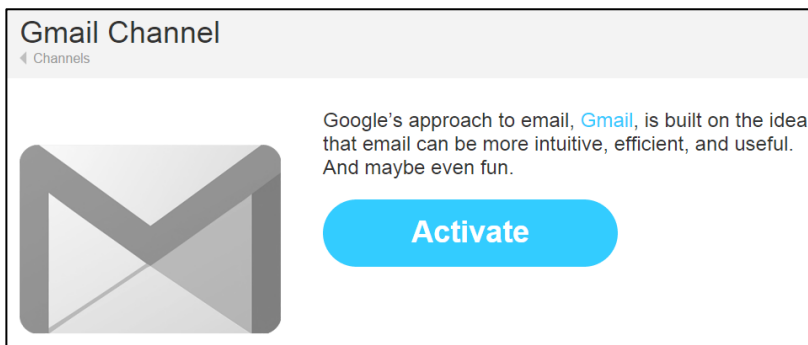 Gmail Channel
Channels
Google's approach to email, Gmail, is built on the idea
that email can be more intuitive, efficient, and useful.
And maybe even fun.
Activate